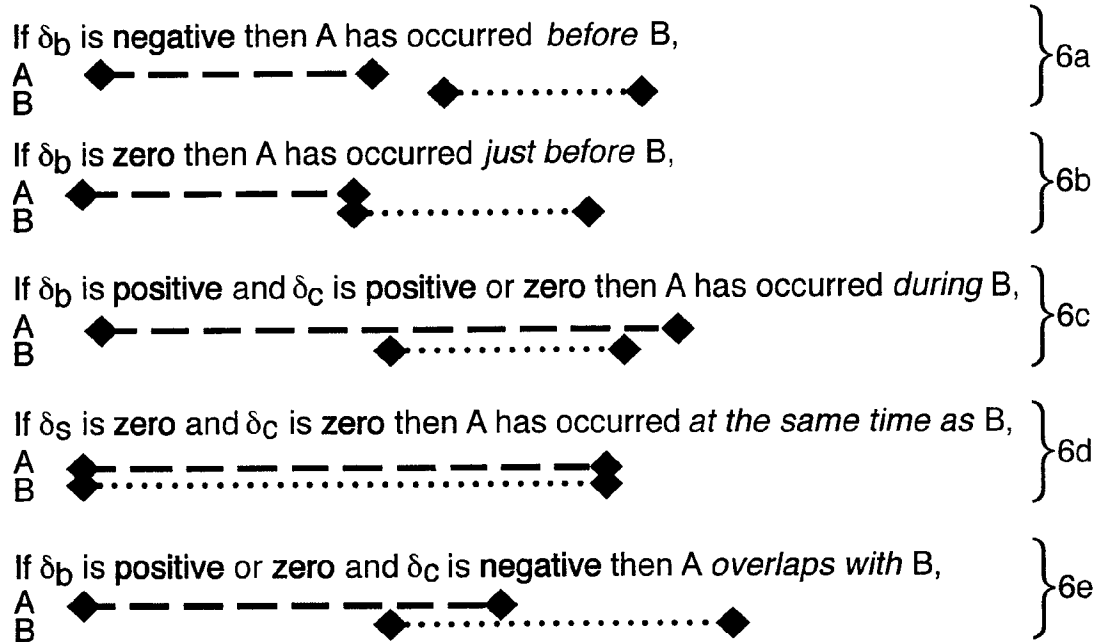 If δb is negative then A has occurred before B,
A
B
6a
If δb is zero then A has occurred just before B,
A
B
6b
If δb is positive and δc is positive or zero then A has occurred during B,
A
B
6c
If δs is zero and δc is zero then A has occurred at the same time as B,
A
B
6d
If δb is positive or zero and δc is negative then A overlaps with B,
A
B
6e